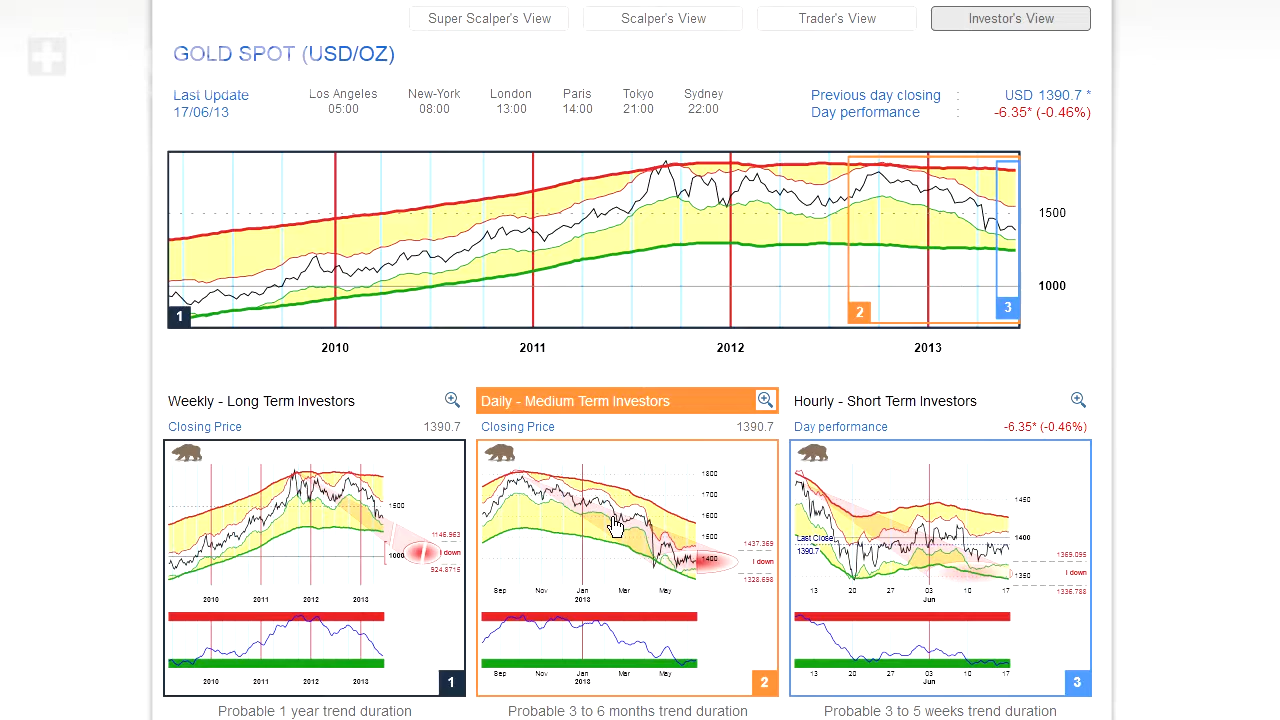 Super Scalper's View Scalper's View Trader's View Investor's View
GOLD SPOT (USD/OZ)
Last Update Los Angeles New-York London Paris Tokyo Sydney Previous day closing : USD 1390.7 *
17/06/13 05:00 08:00 13:00 14:00 21:00 22:00 Day performance : -6.35* (-0.46%)
1500
1000
1 2 3
2010 2011 2012 2013
Weekly - Long Term Investors Daily - Medium Term Investors Hourly - Short Term Investors
Closing Price 1390.7 Closing Price 1390.7 Day performance -6.35* (-0.46%)
1500
1146.963
1000 I down
924.8715
2010 2011 2012 2013
2010 2011 2012 2013
1
1800
1700
1600
1500
1437.369
1400 I down
1328.698
Sep Nov Jan Mar May
2013
Sep Nov Jan Mar May
2013
2
1450
Last Close 1400
1390.7
1369.095
1350 I down
1336.788
13 20 27 03 10 17
Jun
13 20 27 03 10 17
Jun
3
Probable 1 year trend duration Probable 3 to 6 months trend duration Probable 3 to 5 weeks trend duration